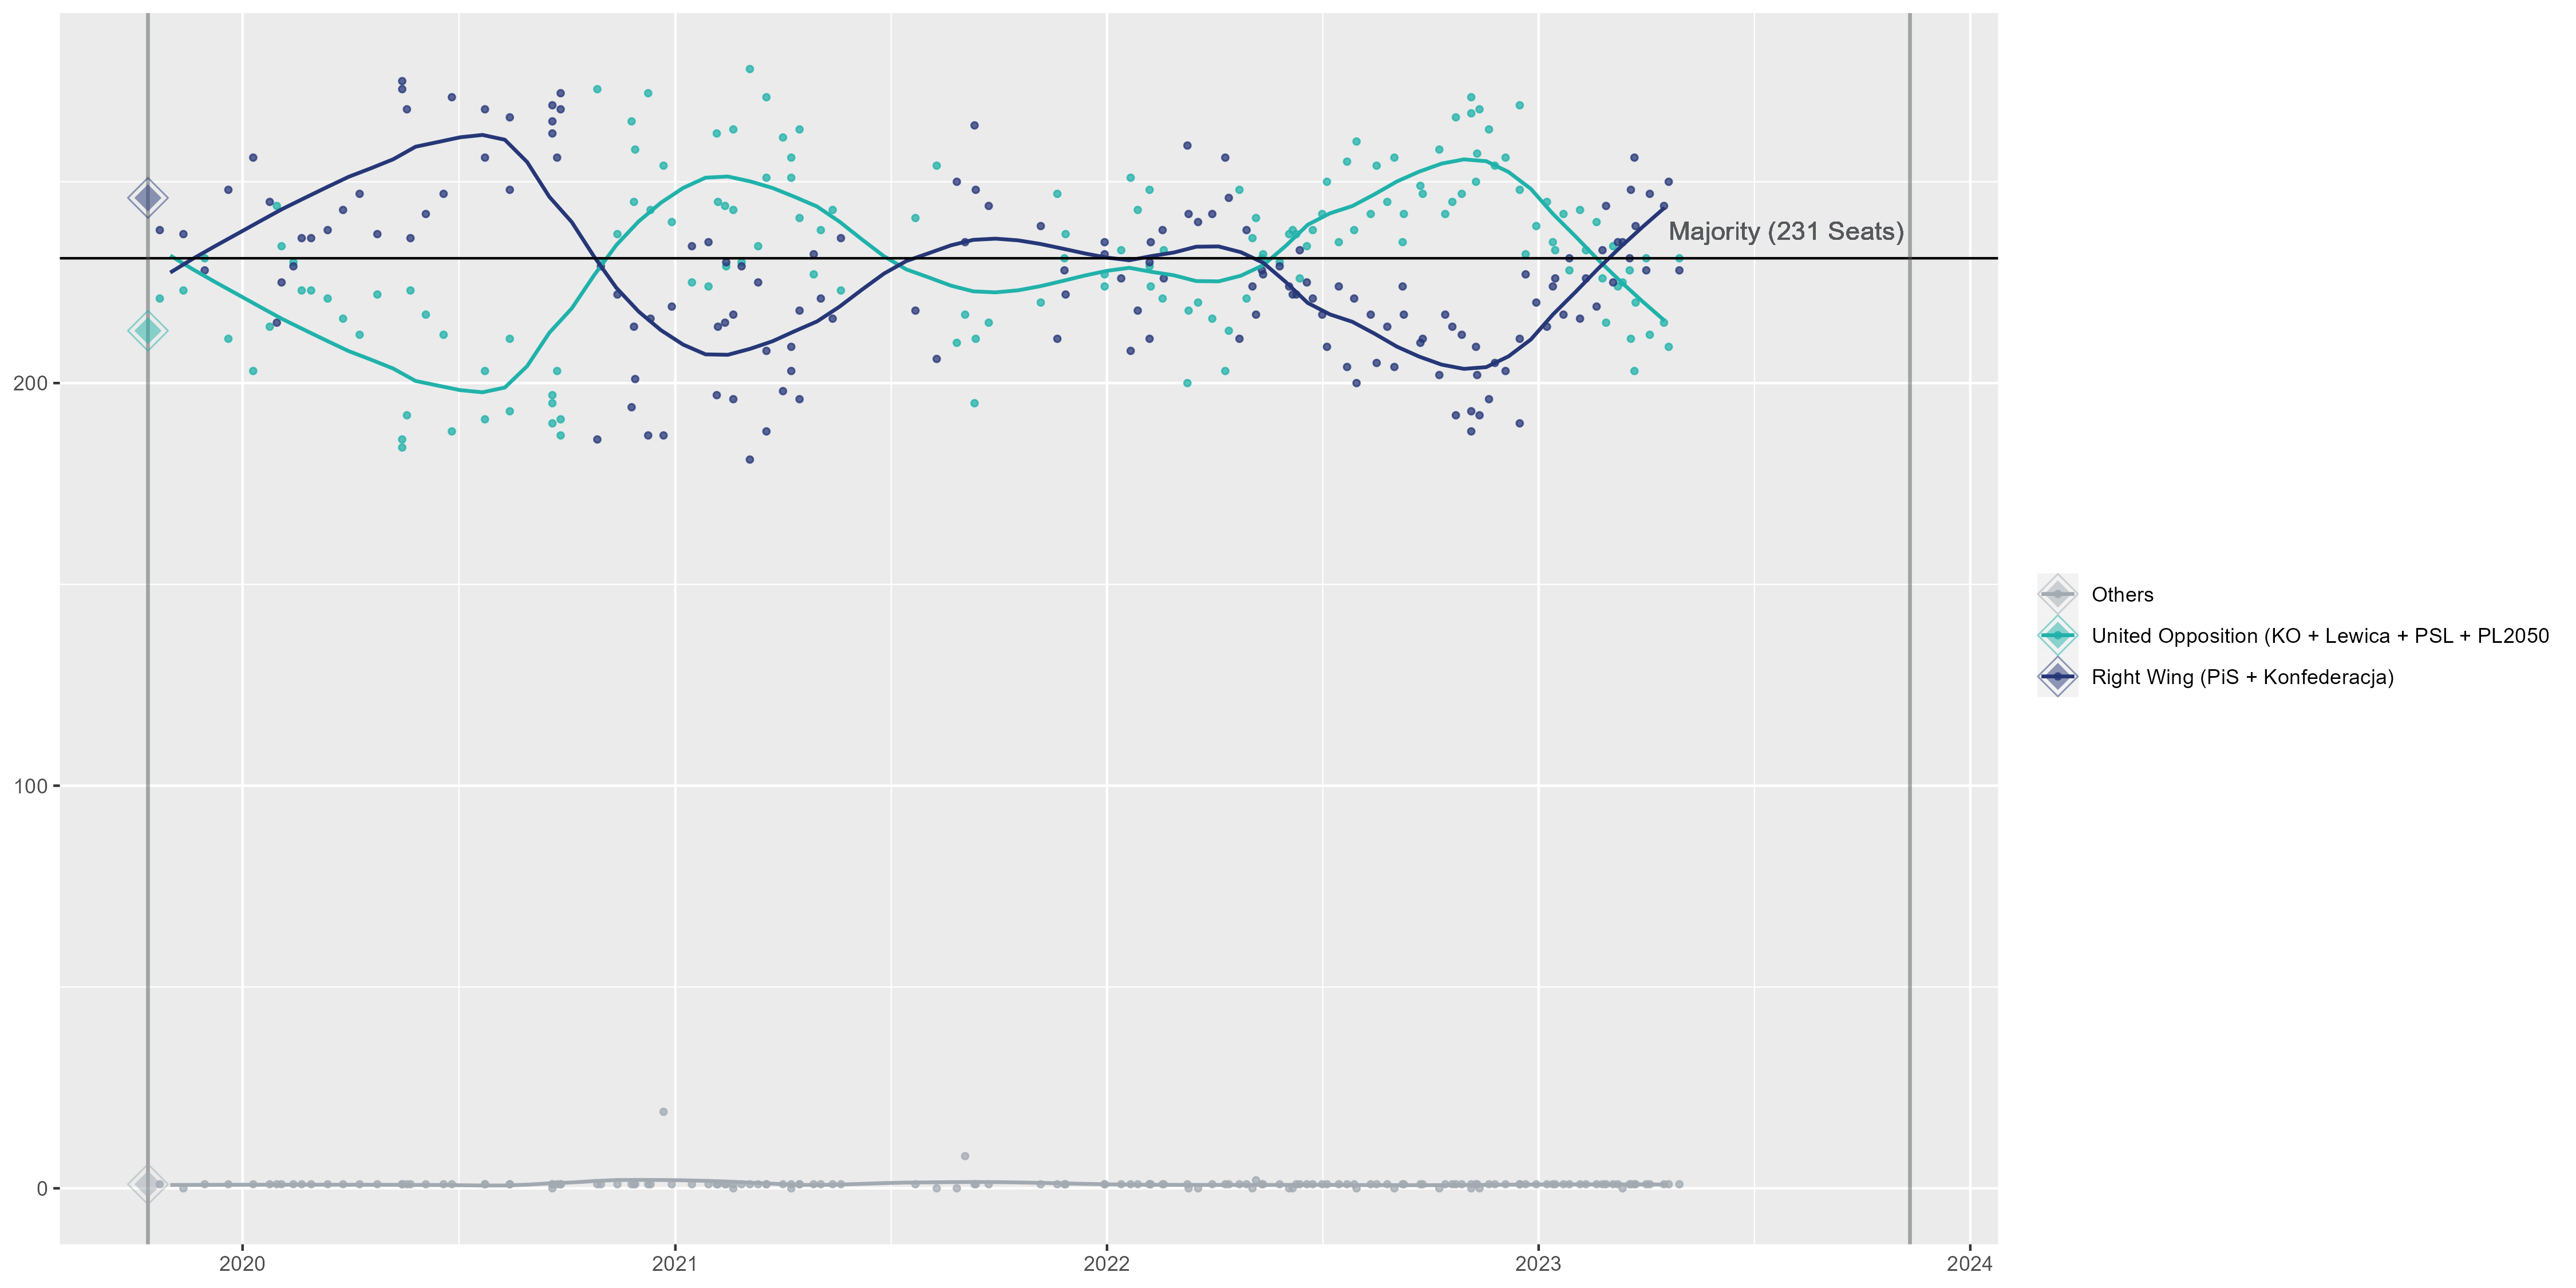 Majority (231 Seats)
200
100
0
2020
2021
2022
2023
2024
Others
United Opposition (KO + Lewica + PSL + PL2050
Right Wing (PiS + Konfederacja)